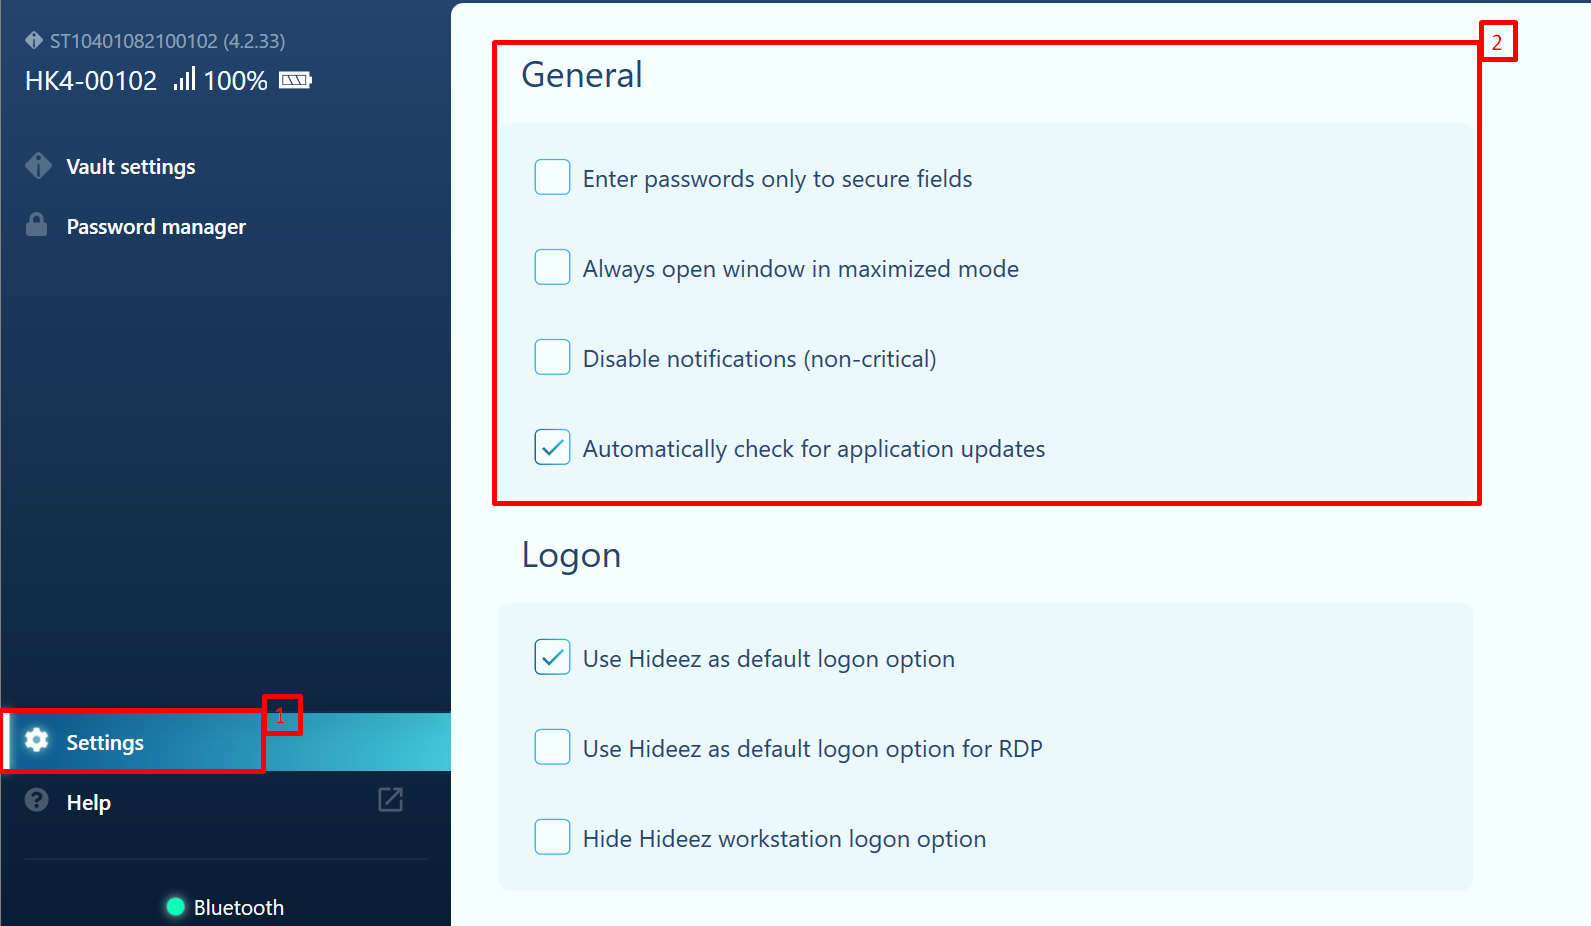 ST10401082100102 (4.2.33)
HK4-00102 100%
Vault settings
Password manager
1
Settings
Help
Bluetooth
2
General
Enter passwords only to secure fields
Always open window in maximized mode
Disable notifications (non-critical)
Automatically check for application updates
Logon
Use Hideez as default logon option
Use Hideez as default logon option for RDP
Hide Hideez workstation logon option